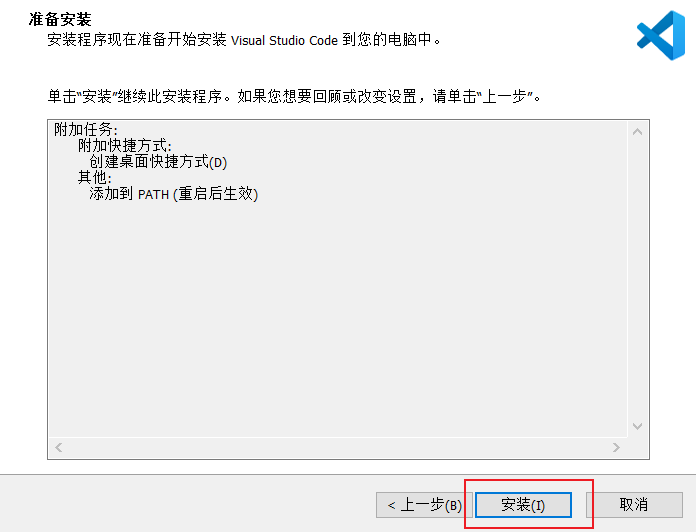 准备安装
安装程序现在准备开始安装 Visual Studio Code 到您的电脑中。
单击“安装”继续此安装程序。如果您想要回顾或改变设置，请单击“上一步”。
附加任务:
附加快捷方式:
创建桌面快捷方式(D)
其他:
添加到 PATH (重启后生效)
< 上一步(B) 安装(I) 取消